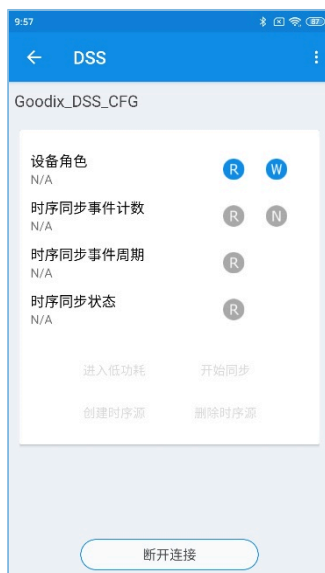 9:57
87
DSS
Goodix_DSS_CFG
设备角色
R
W
N/A
时序同步事件计数
R
N
N/A
时序同步事件周期
R
N/A
时序同步状态
R
N/A
进入低功耗
开始同步
创建时序源
删除时序源
断开连接